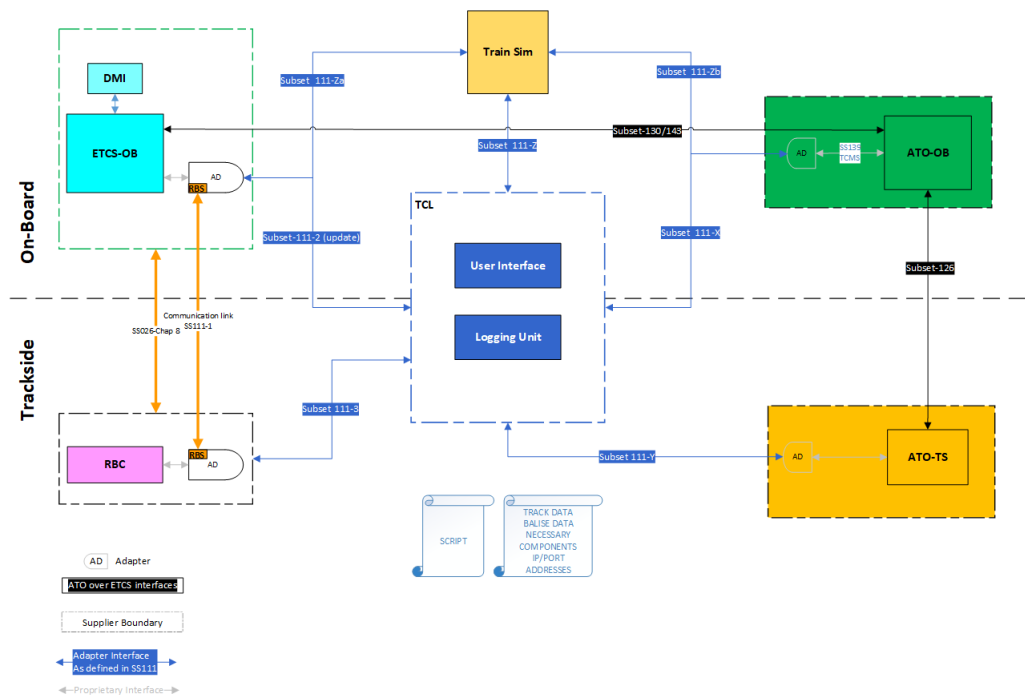 Train Sim
DMI
Subset 111-Za
Subset 111-Zb
Subset-130/143
ETCS-OB
Subset 111-Z
AD
SS139
TCMS
ATO-OB
AD
RBS
TCL
On-Board
Subset-111-2 (update)
Subset 111-X
User Interface
Subset-126
Communication link
SS111-1
SS026-Chap 8
Logging Unit
Trackside
Subset 111-3
RBS
RBC
AD
Subset 111-Y
AD
ATO-TS
SCRIPT
TRACK DATA
BALISE DATA
NECESSARY
COMPONENTS
IP/PORT
ADDRESSES
AD
Adapter
ATO over ETCS interfaces
Supplier Boundary
Adapter Interface
As defined in SS111
Proprietary Interface